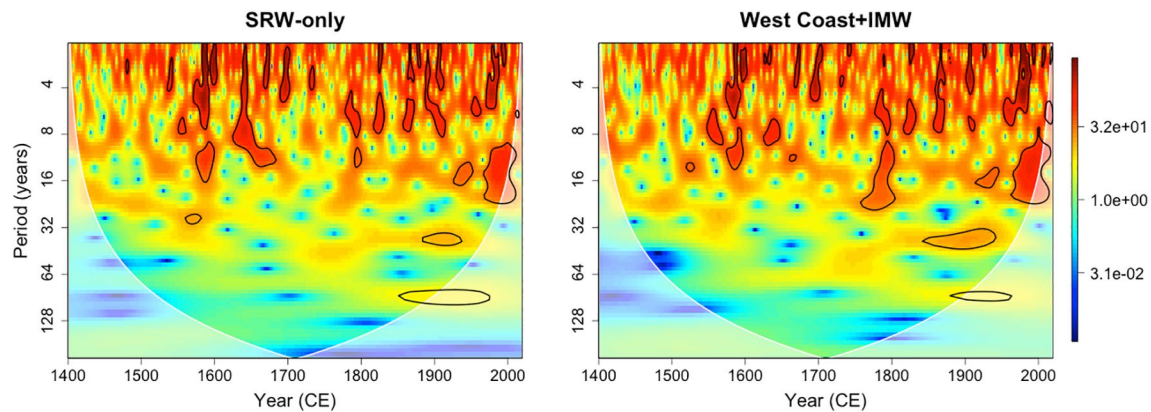 SRW-only
West Coast+IMW
Period (years)
4
8
16
32
64
128
1400 1500 1600 1700 1800 1900 2000
Year (CE)
4
8
16
32
64
128
1400 1500 1600 1700 1800 1900 2000
Year (CE)
3.2e+01
1.0e+00
3.1e-02